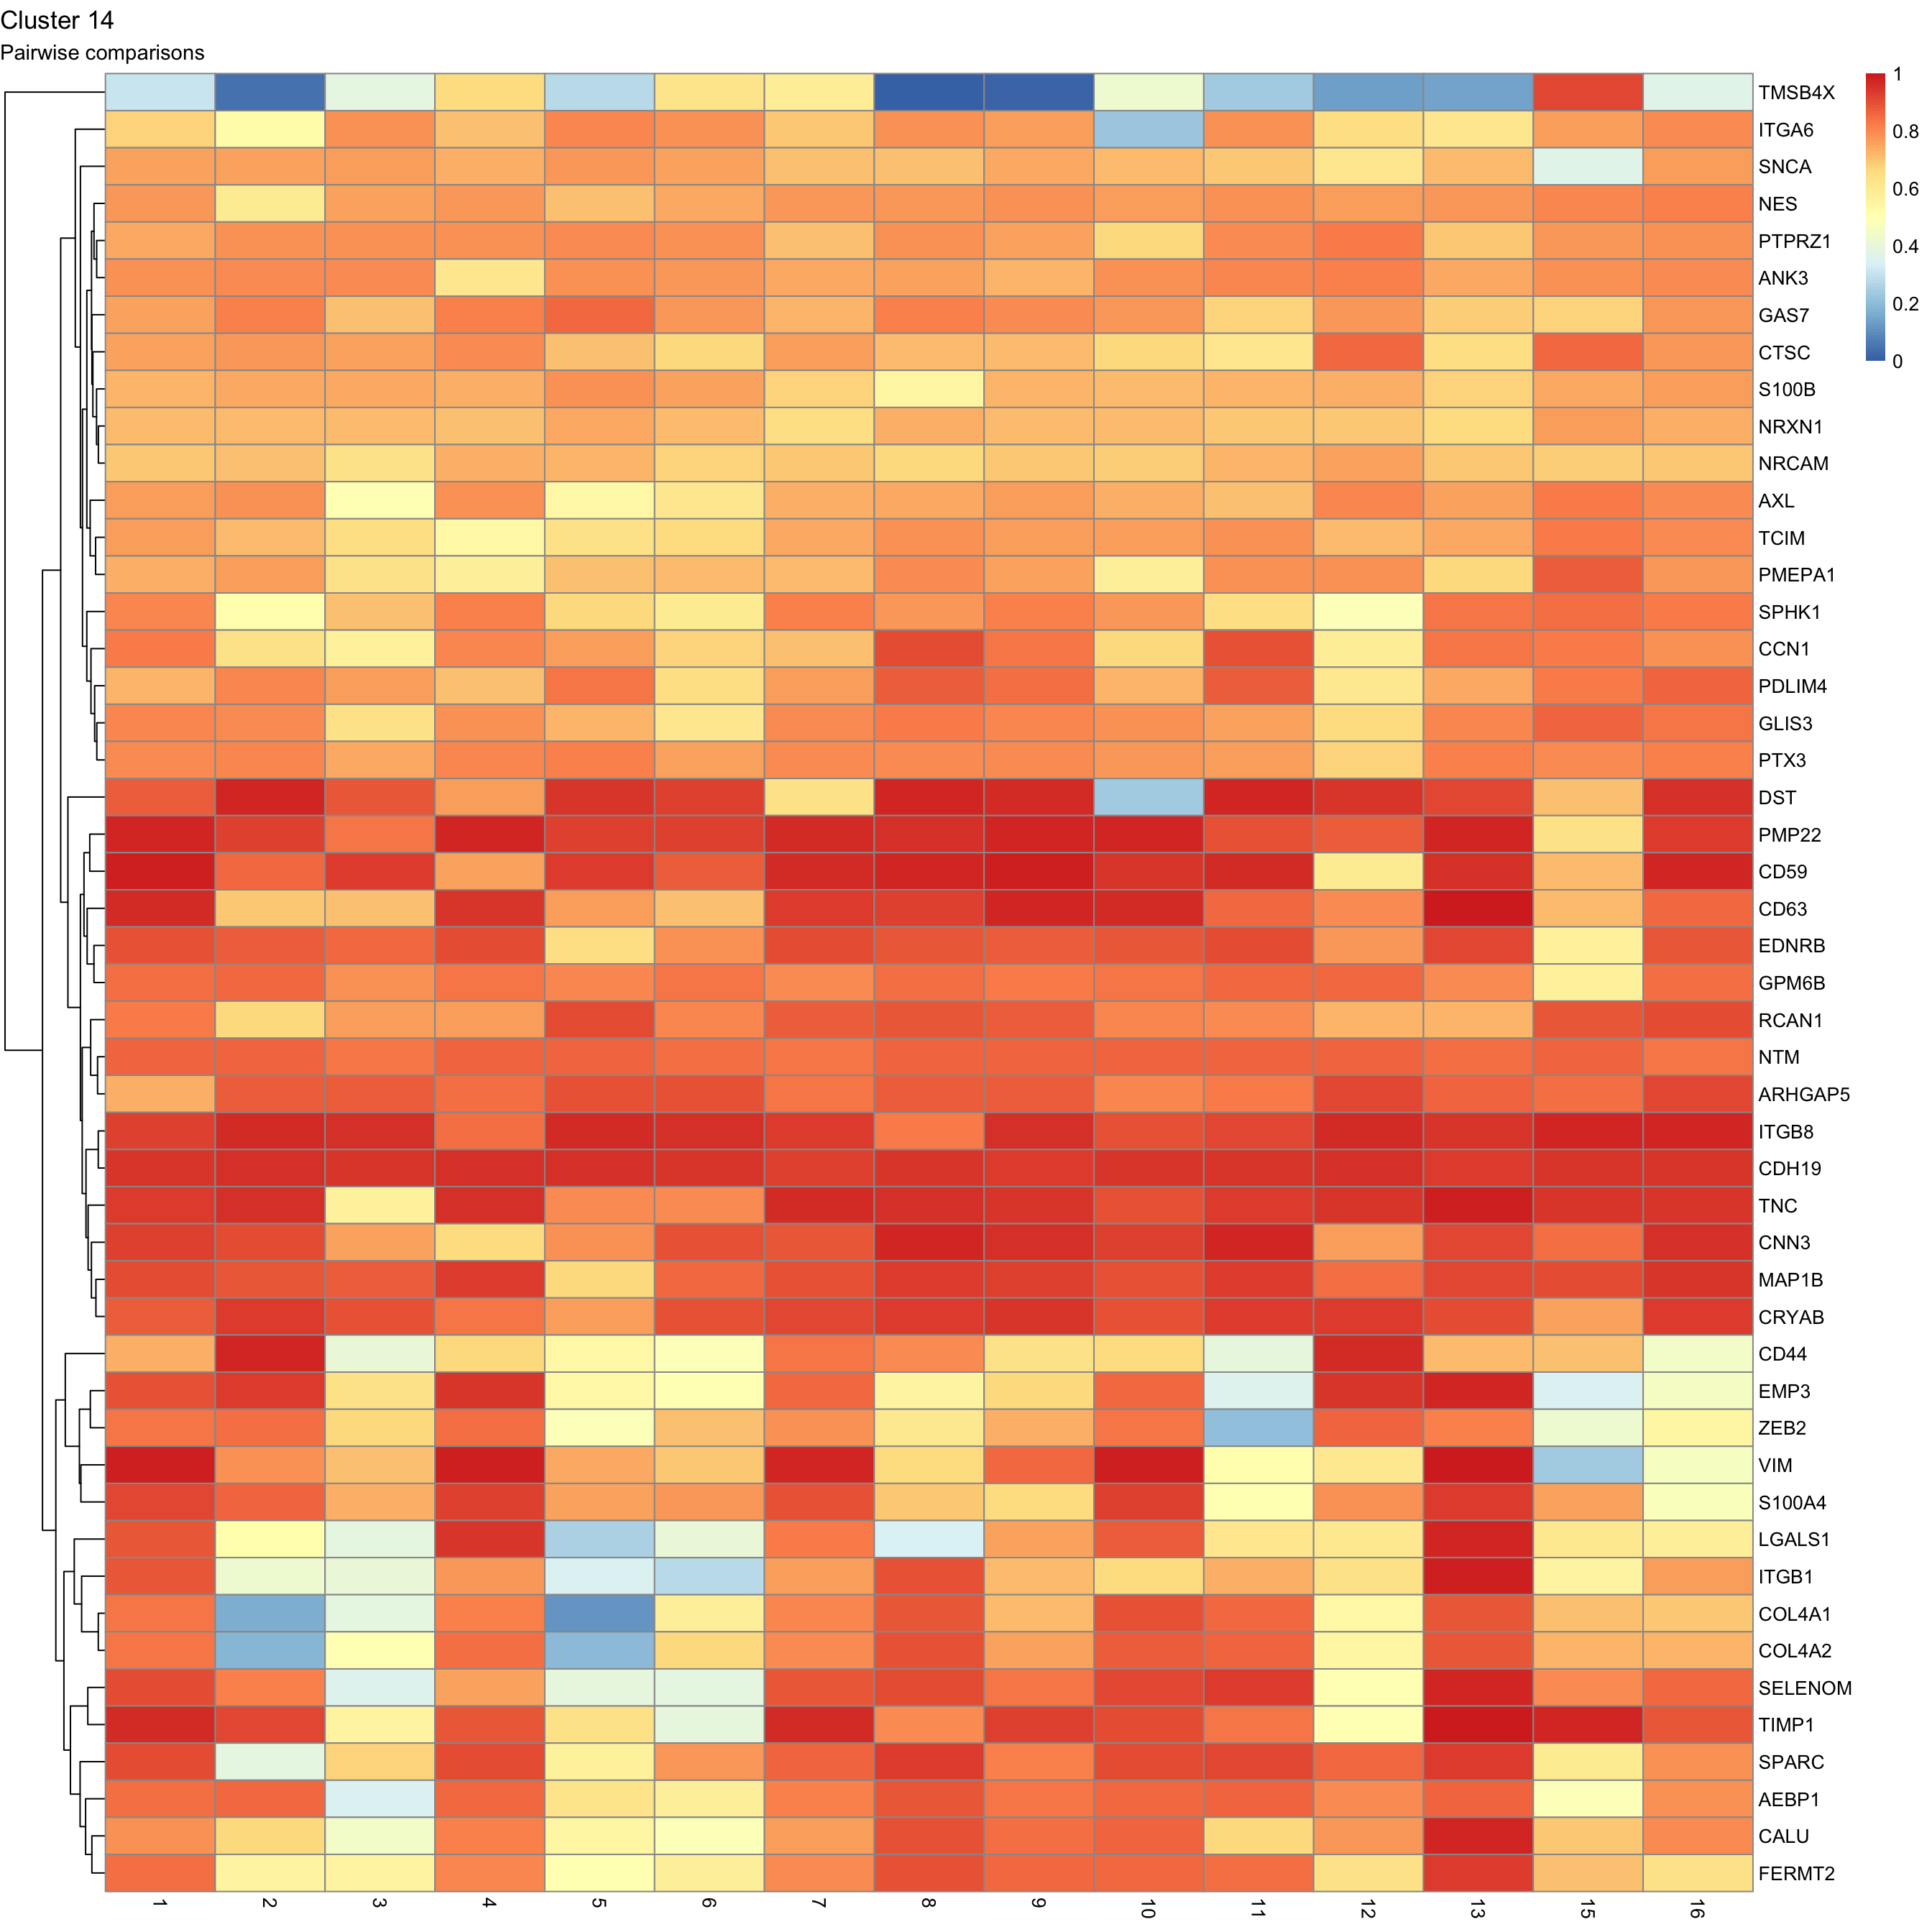 Cluster 14
Pairwise comparisons
1
0.8
0.6
0.4
0.2
0
TMSB4X
ITGA6
SNCA
NES
PTPRZ1
ANK3
GAS7
CTSC
S100B
NRXN1
NRCAM
AXL
TCIM
PMEPA1
SPHK1
CCN1
PDLIM4
GLIS3
PTX3
DST
PMP22
CD59
CD63
EDNRB
GPM6B
RCAN1
NTM
ARHGAP5
ITGB8
CDH19
TNC
CNN3
MAP1B
CRYAB
CD44
EMP3
ZEB2
VIM
S100A4
LGALS1
ITGB1
COL4A1
COL4A2
SELENOM
TIMP1
SPARC
AEBP1
CALU
FERMT2
1 2 3 4 5 6 7 8 9 10 11 12 13 15 16